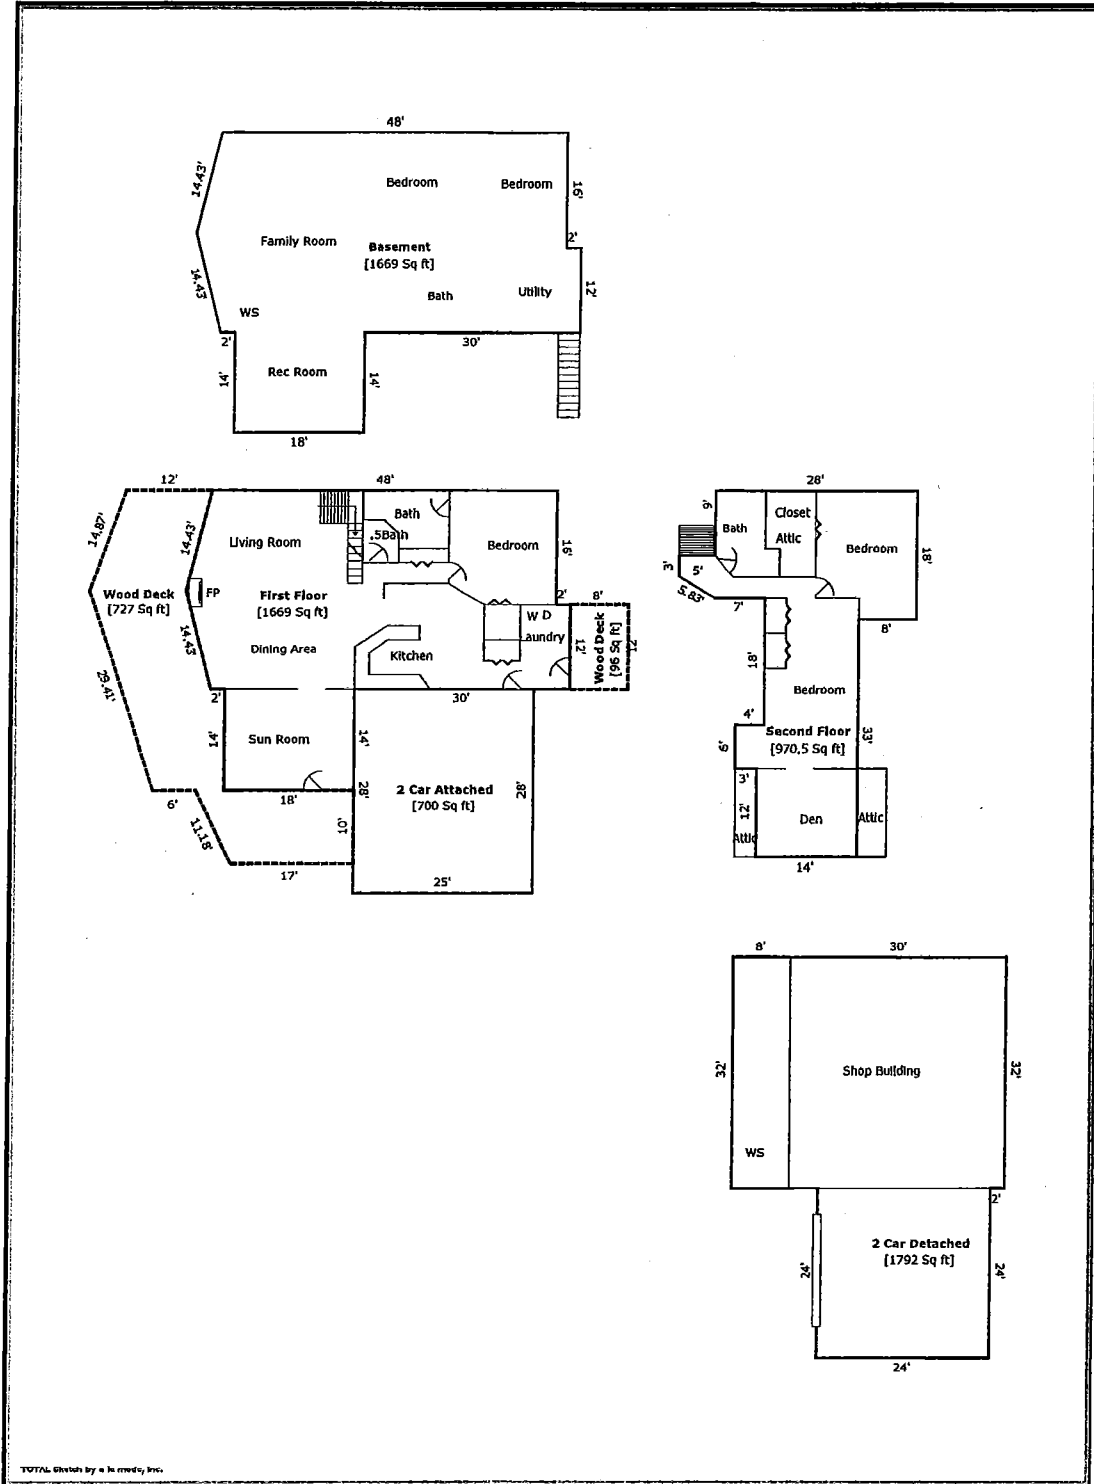 48'
14.43'
Bedroom
Bedroom
16'
Family Room
Basement
[1669 Sq ft]
2'
14.43'
Bath
Utility
12'
WS
2'
30'
14'
Rec Room
14'
18'
12'
48'
14.87'
14.43'
Living Room
Bath
.5Bath
Bedroom
16'
Wood Deck
[727 Sq ft]
FP
First Floor
[1669 Sq ft]
2'
8'
W D
aundry
12'
Wood Deck
[96 Sq ft]
12'
14.43'
Dining Area
Kitchen
29.41'
2'
30'
14'
Sun Room
14'
18'
28'
2 Car Attached
[700 Sq ft]
28'
6'
11.18'
10'
17'
25'
28'
9'
Bath
Closet
Attic
Bedroom
18'
3'
5'
5.83'
7'
8'
18'
Bedroom
4'
Second Floor
[970.5 Sq ft]
33'
6'
3'
12'
Attic
Den
Attic
14'
8'
30'
32'
Shop Building
32'
WS
2'
2 Car Detached
[1792 Sq ft]
24'
24'
24'
TOTAL Sketch by a la mode, inc.